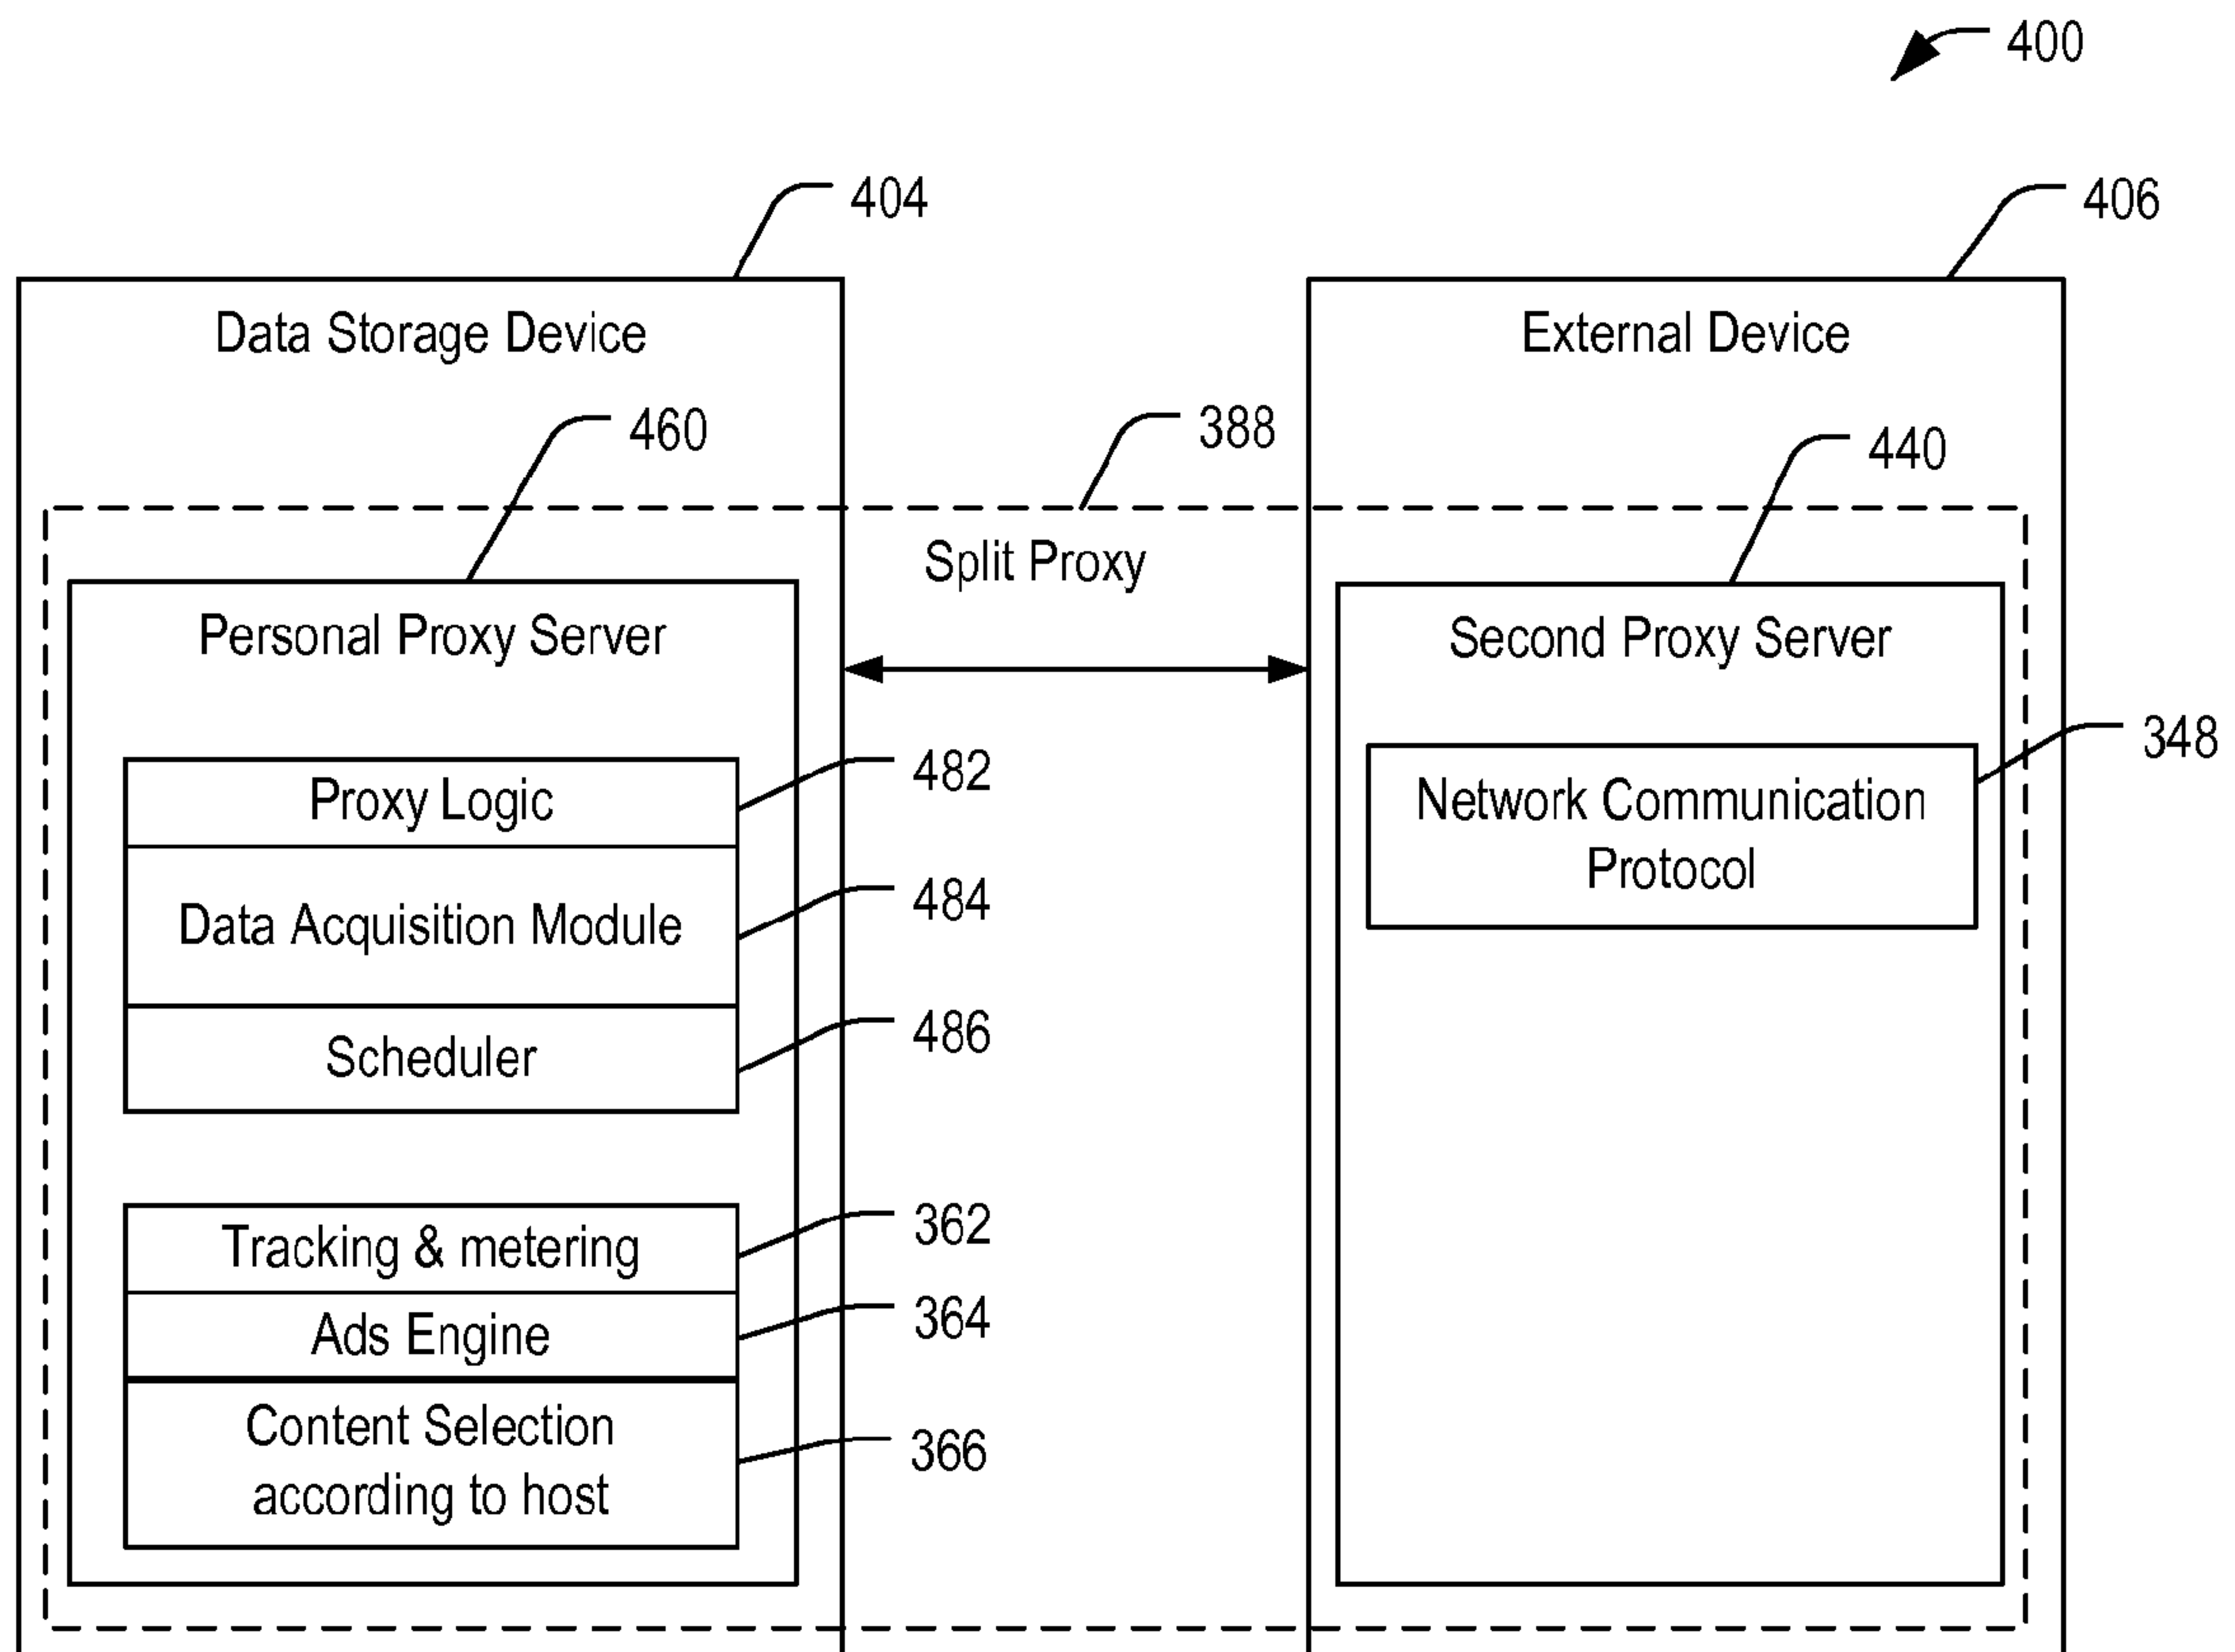 400
404
406
Data Storage Device
External Device
460
388
440
Split Proxy
Personal Proxy Server
Second Proxy Server
348
482
Proxy Logic
Network Communication
Protocol
484
Data Acquisition Module
486
Scheduler
362
Tracking & metering
364
Ads Engine
366
Content Selection
according to host